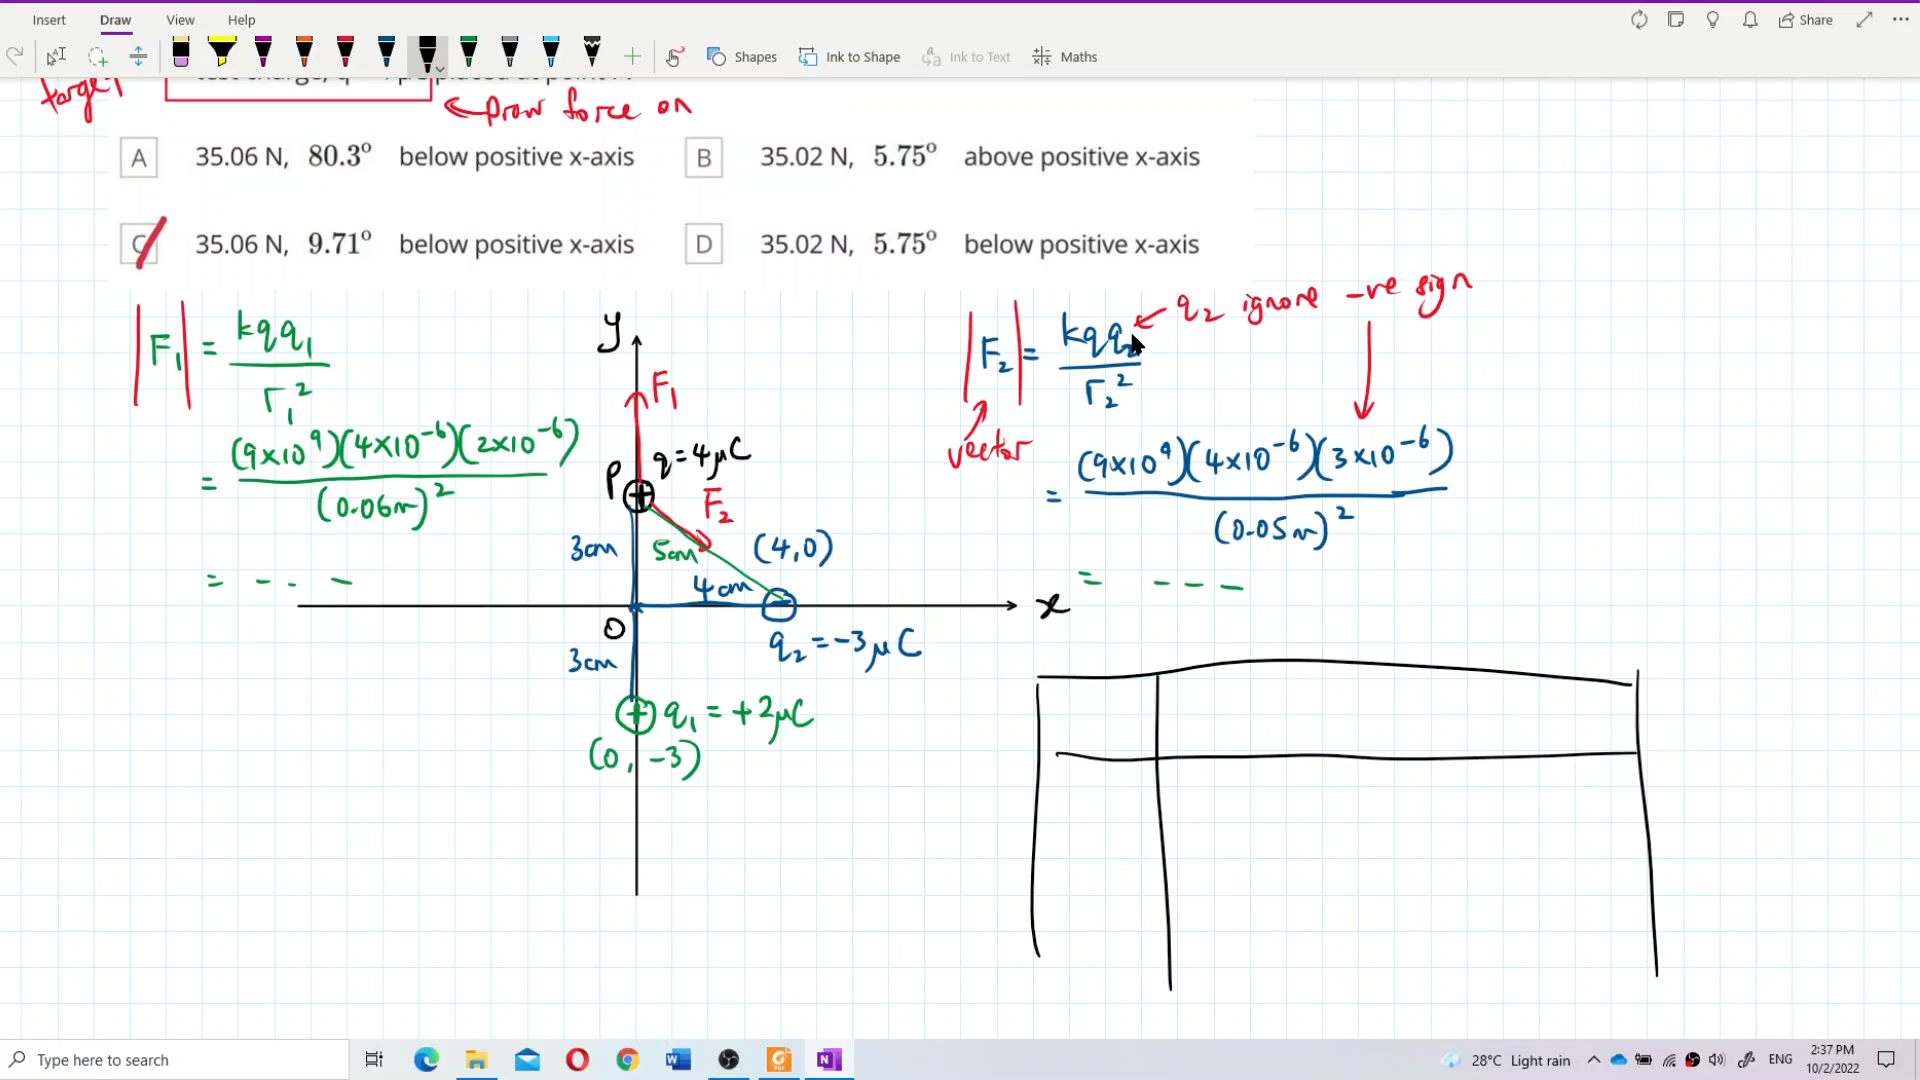 Insert Draw View Help
Share
Shapes Ink to Shape Ink to Text Maths
target
Draw force on
A 35.06 N, 80.3° below positive x-axis
B 35.02 N, 5.75° above positive x-axis
C 35.06 N, 9.71° below positive x-axis
D 35.02 N, 5.75° below positive x-axis
q₂ ignore -ve sign
|F₁| = kqq₁ / r₁²
= (9×10⁹)(4×10⁻⁶)(2×10⁻⁶) / (0.06m)²
= - - -
y
F₁
P
q=4μC
+
F₂
3cm
5cm
(4,0)
4cm
x
O
q₂ = -3μC
3cm
+ q₁ = +2μC
(0, -3)
|F₂| = kqq₂ / r₂²
vector
= (9×10⁹)(4×10⁻⁶)(3×10⁻⁶) / (0.05m)²
= - - -
Type here to search
28°C Light rain
ENG
2:37 PM
10/2/2022